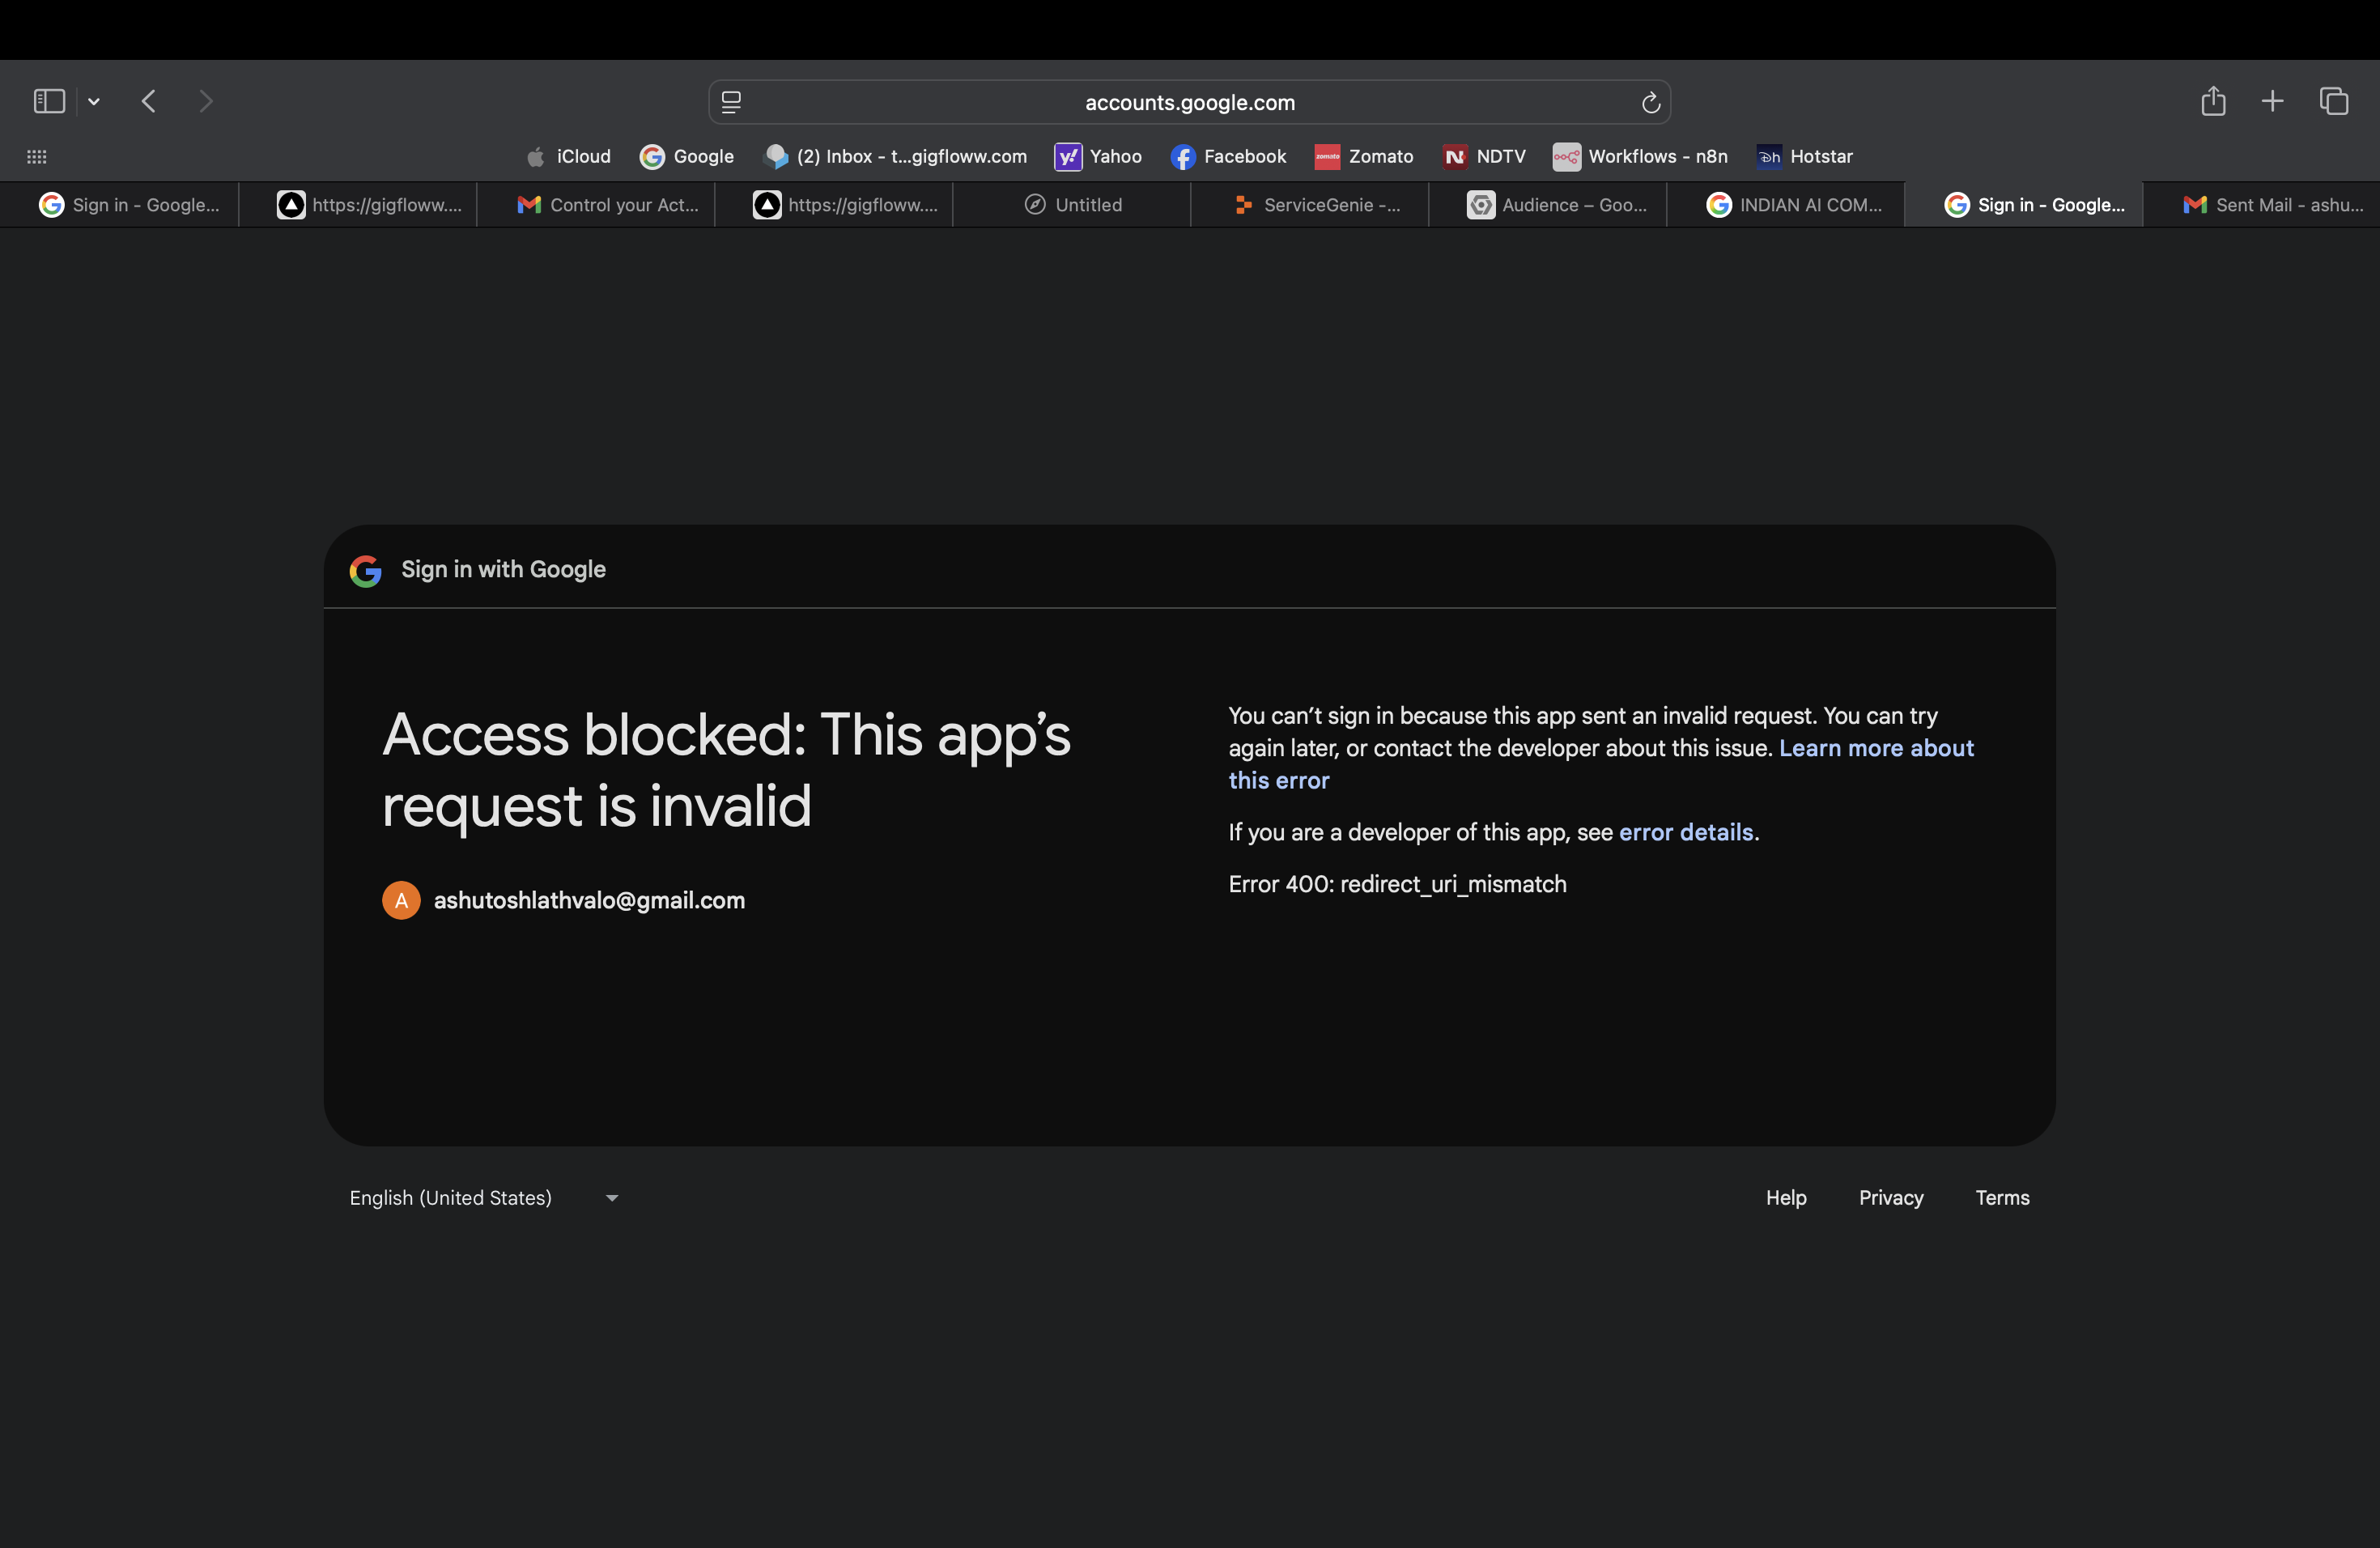 accounts.google.com
iCloud
Google
(2) Inbox - t...gigfloww.com
Yahoo
Facebook
Zomato
NDTV
Workflows - n8n
Hotstar
Sign in - Google...
https://gigfloww....
Control your Act...
https://gigfloww....
Untitled
ServiceGenie -...
Audience – Goo...
INDIAN AI COM...
Sign in - Google...
Sent Mail - ashu...
Sign in with Google
Access blocked: This app’s
request is invalid
ashutoshlathvalo@gmail.com
You can’t sign in because this app sent an invalid request. You can try
again later, or contact the developer about this issue. Learn more about
this error
If you are a developer of this app, see error details.
Error 400: redirect_uri_mismatch
English (United States)
Help
Privacy
Terms